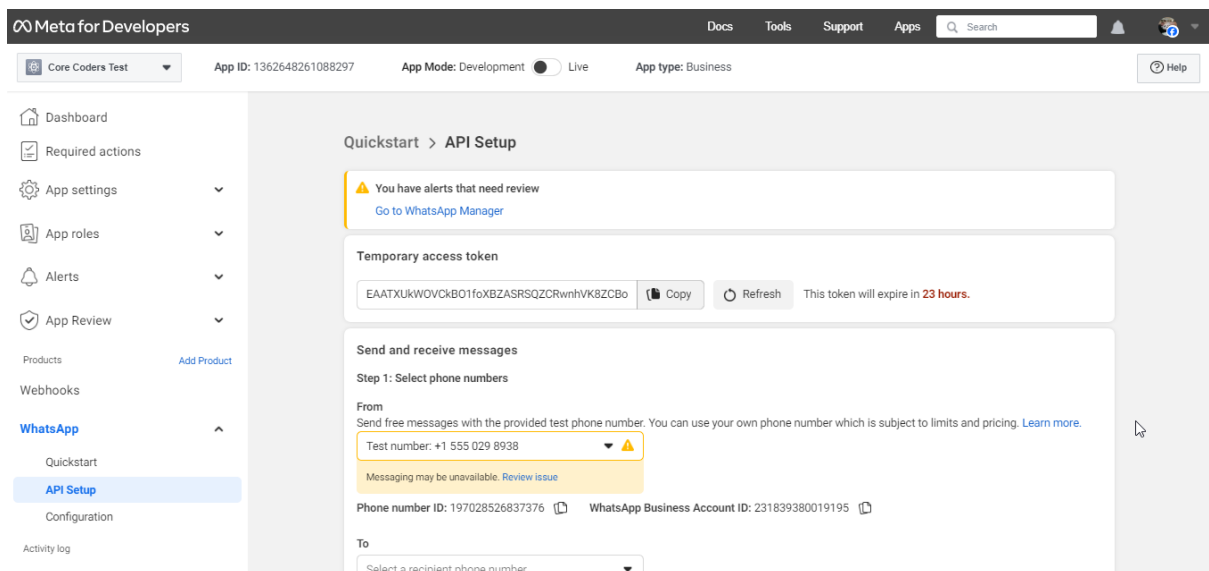 Meta for Developers
Docs Tools Support Apps Search
Core Coders Test App ID: 1362648261088297 App Mode: Development Live App type: Business Help
Dashboard
Required actions
App settings
App roles
Alerts
App Review
Products Add Product
Webhooks
WhatsApp
Quickstart
API Setup
Configuration
Activity log
Quickstart > API Setup
You have alerts that need review
Go to WhatsApp Manager
Temporary access token
EAATXUkWOVCkBO1foXBZASRSQZCRwnhVK8ZCBo Copy Refresh This token will expire in 23 hours.
Send and receive messages
Step 1: Select phone numbers
From
Send free messages with the provided test phone number. You can use your own phone number which is subject to limits and pricing. Learn more.
Test number: +1 555 029 8938
Messaging may be unavailable. Review issue
Phone number ID: 197028526837376 WhatsApp Business Account ID: 231839380019195
To
Select a recipient phone number